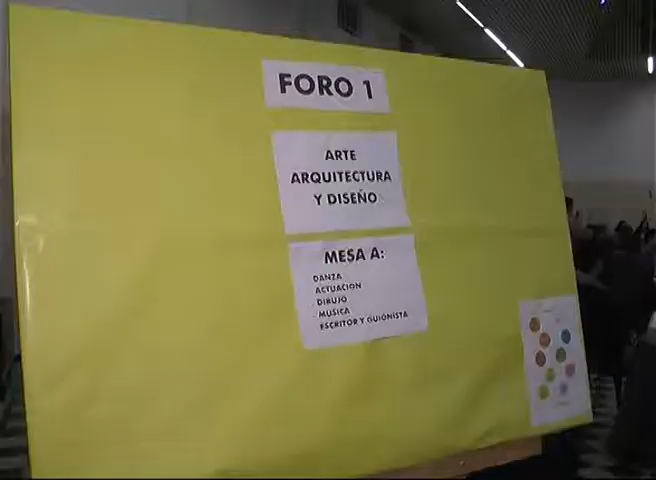 FORO 1
ARTE
ARQUITECTURA
Y DISEÑO
MESA A:
DANZA
ACTUACION
DIBUJO
MUSICA
ESCRITOR Y GUIONISTA